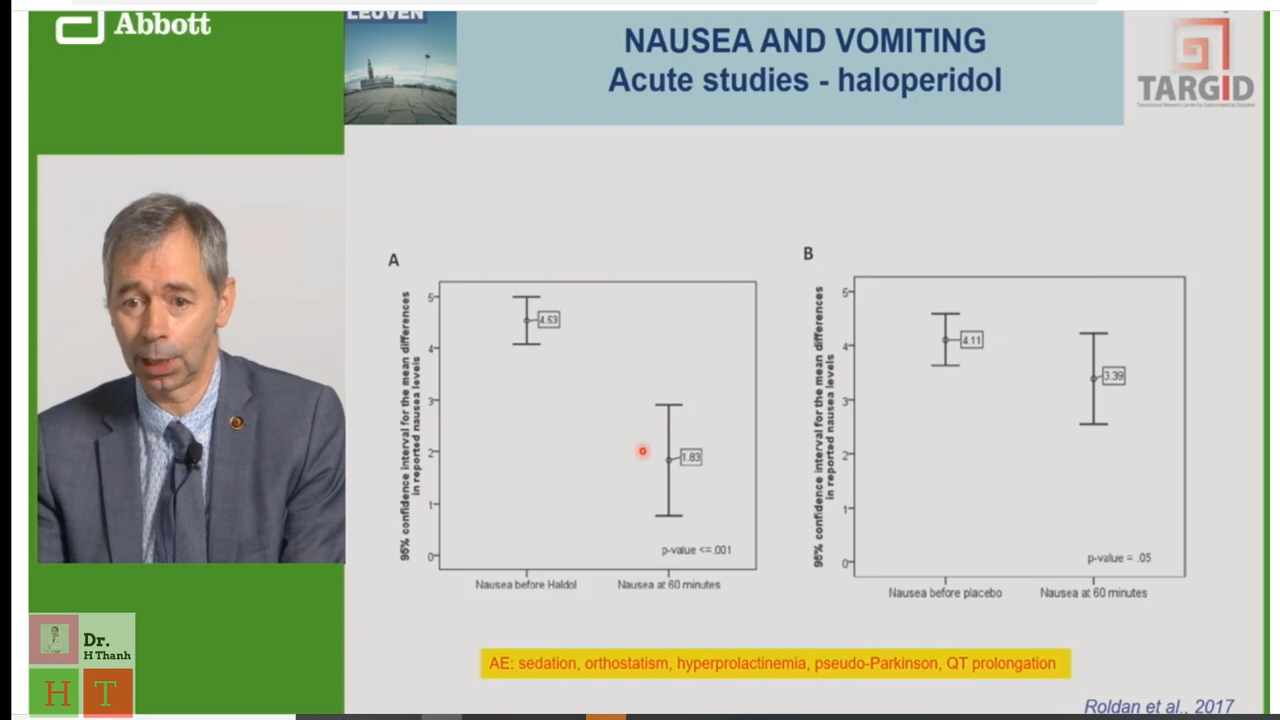 Abbott
LEUVEN
NAUSEA AND VOMITING
Acute studies - haloperidol
TARGID
A
95% confidence interval for the mean differences
in reported nausea levels
5
4
3
2
1
0
4.53
1.83
p-value <= .001
Nausea before Haldol
Nausea at 60 minutes
B
95% confidence interval for the mean differences
in reported nausea levels
5
4
3
2
1
0
4.11
3.39
p-value = .05
Nausea before placebo
Nausea at 60 minutes
AE: sedation, orthostatism, hyperprolactinemia, pseudo-Parkinson, QT prolongation
Roldan et al., 2017
Dr.
H Thanh
H T